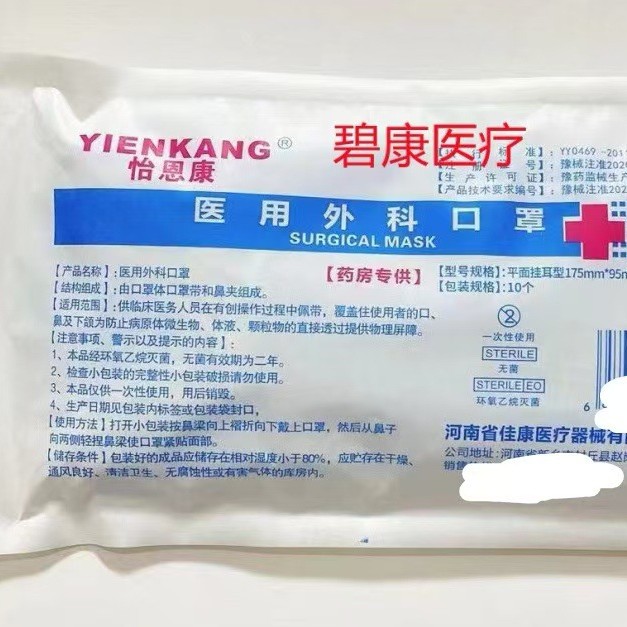 YIENKANG®
怡恩康
碧康医疗
标准】:YY0469-201
号】:豫械注准2020
【生产许可证】:豫药监械生产
【产品技术要求编号】:豫械注准202
医用外科口罩
SURGICAL MASK
【产品名称】:医用外科口罩
【药房专供】
【型号规格】:平面挂耳型175mm*95m
【结构组成】:由口罩体口罩带和鼻夹组成。
【包装规格】:10个
【适用范围】:供临床医务人员在有创操作过程中佩带,覆盖住使用者的口、
鼻及下颌为防止病原体微生物、体液、颗粒物的直接透过提供物理屏障。
【注意事项、警示以及提示的内容】:
1、本品经环氧乙烷灭菌,无菌有效期为二年。
2、检查小包装的完整性小包装破损请勿使用。
3、本品仅供一次性使用,用后销毁。
4、生产日期见包装内标签或包装袋封口,
【使用方法】打开小包装按鼻梁向上褶折向下戴上口罩,然后从鼻子
向两侧轻捏鼻梁使口罩紧贴面部。
【储存条件】包装好的成品应储存在相对湿度小于80%,应贮存在干燥、
通风良好、清洁卫生、无腐蚀性或有害气体的库房内。
2
一次性使用
STERILE
无菌
STERILE EO
环氧乙烷灭菌
6
河南省佳康医疗器械有
公司地址:河南省新乡市封丘县赵
销售